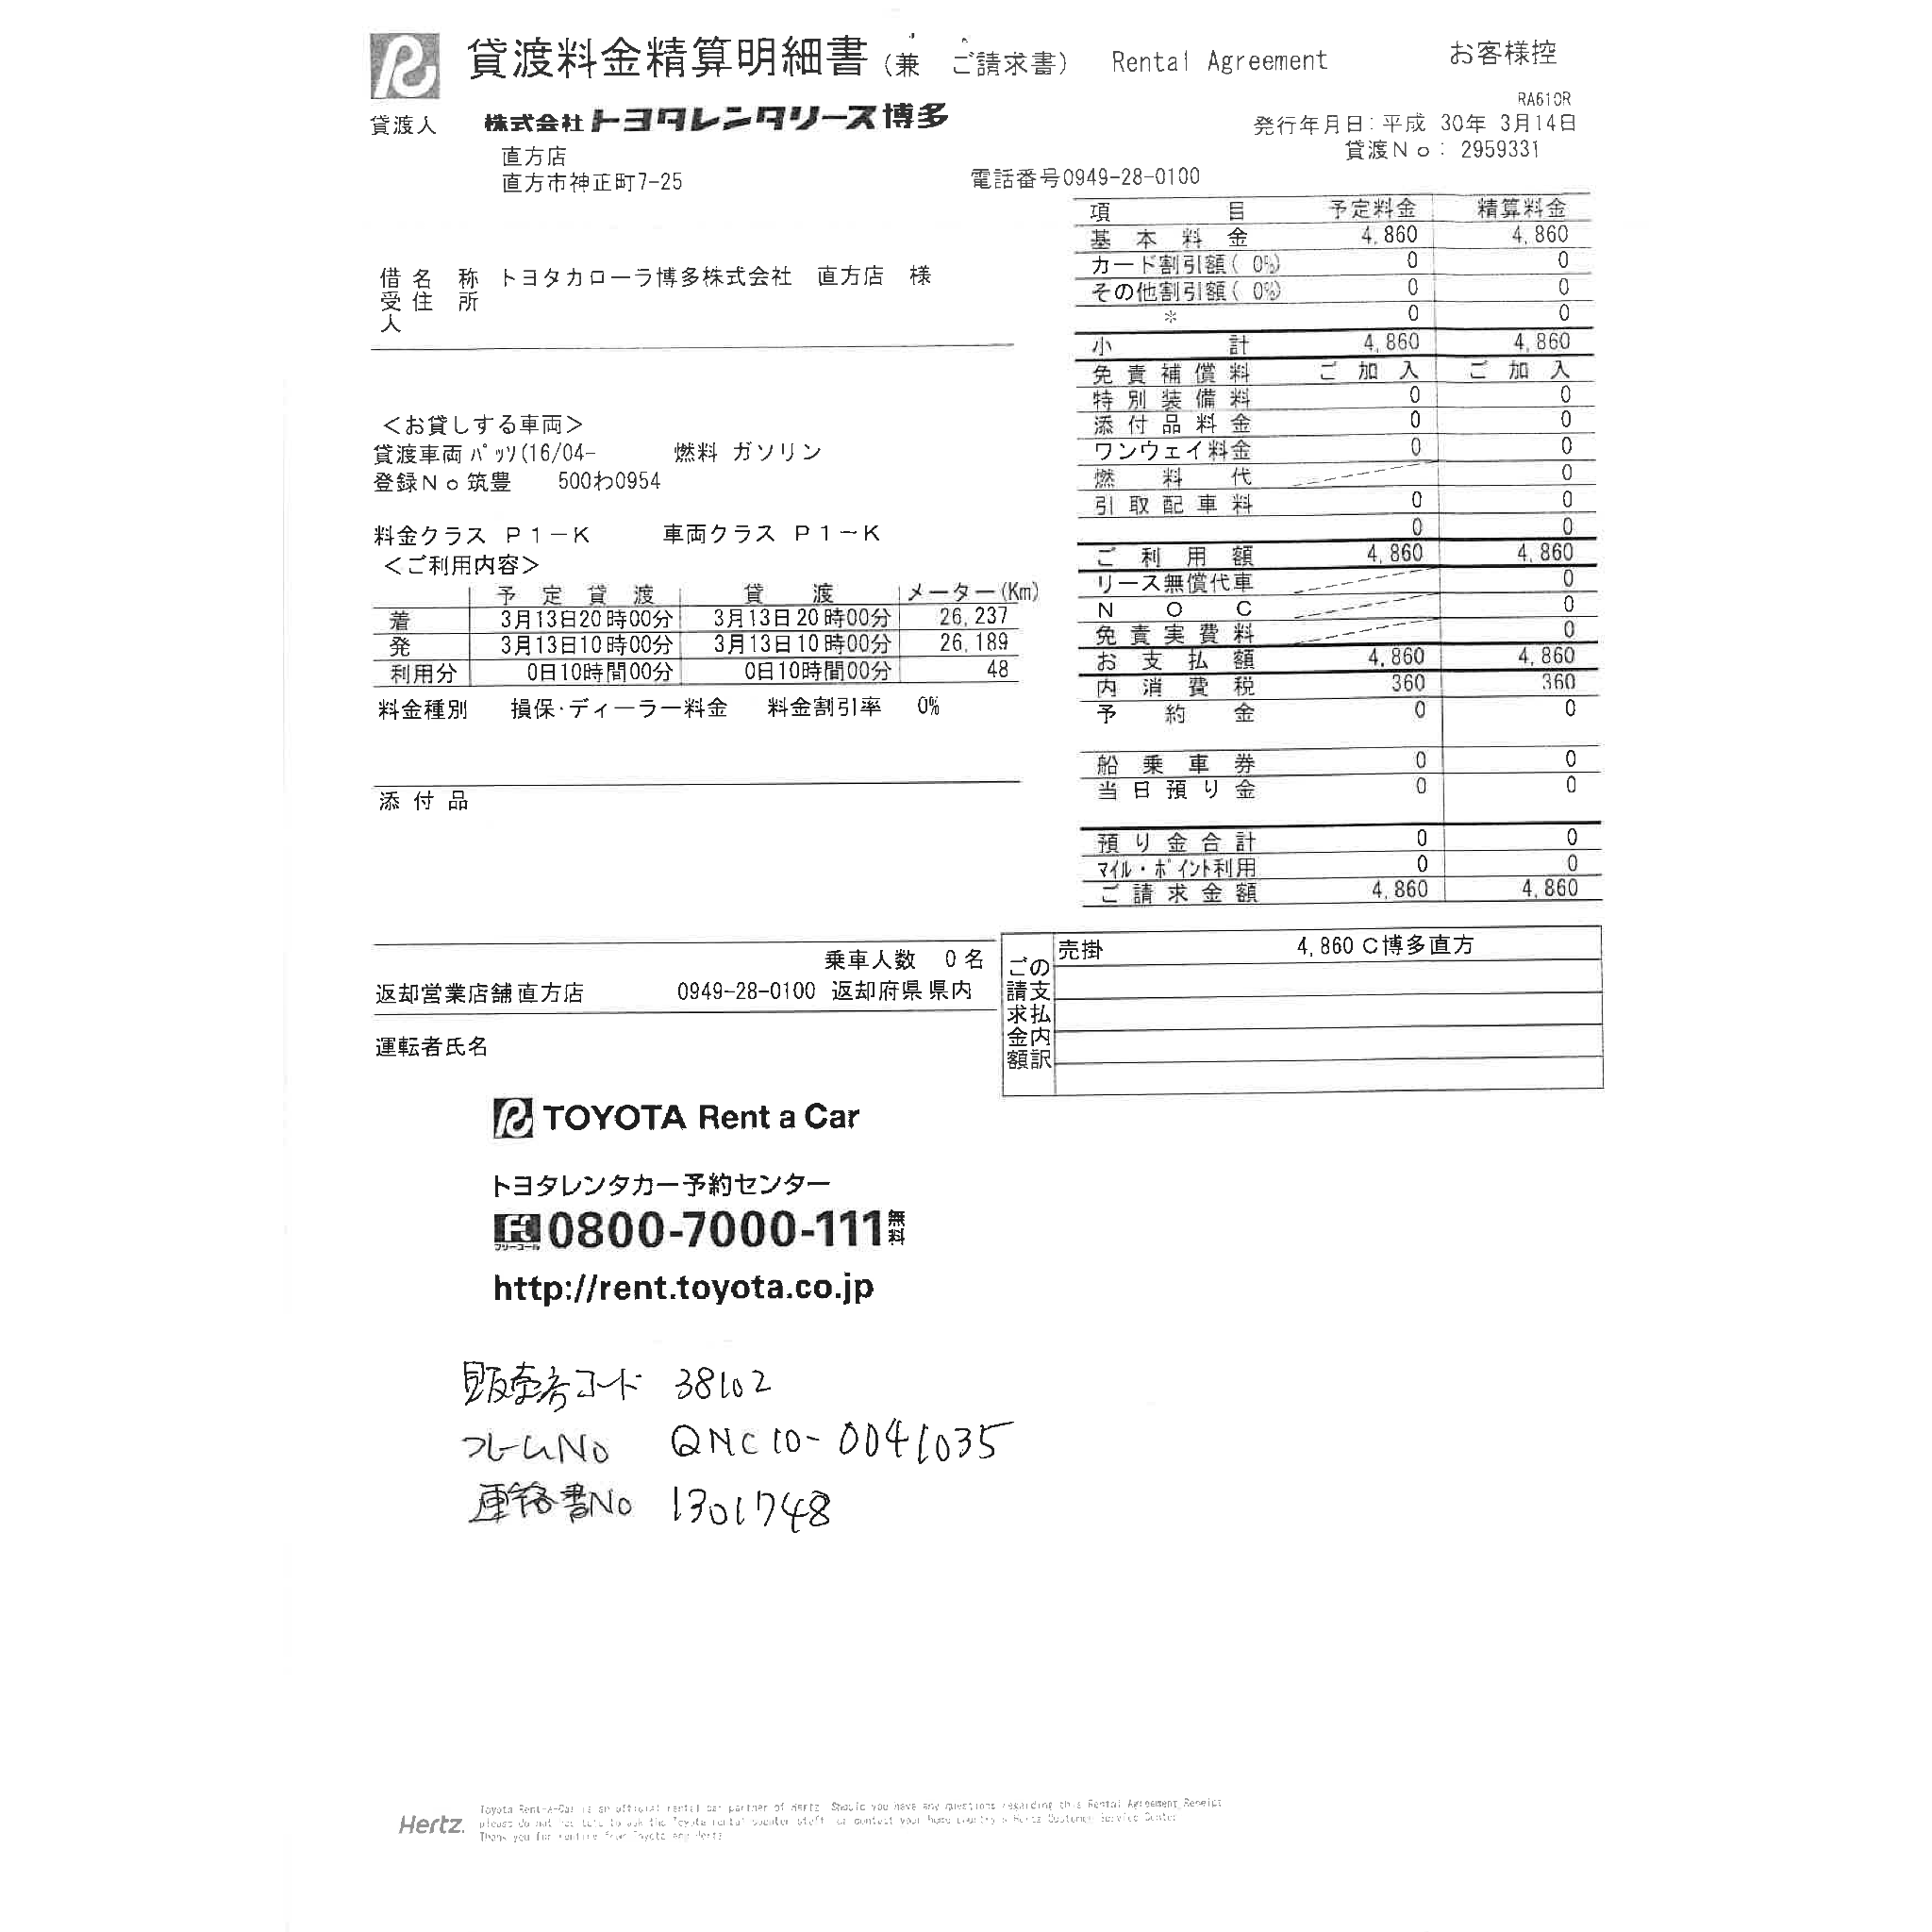 貸渡料金精算明細書(兼 ご請求書) Rental Agreement お客様控
RA610R
貸渡人 株式会社トヨタレンタリース博多
発行年月日:平成 30年 3月14日
直方店
貸渡No: 2959331
直方市神正町7-25 電話番号0949-28-0100
借受人 名称 トヨタカローラ博多株式会社 直方店 様
住所
<お貸しする車両>
貸渡車両 パッソ(16/04- 燃料 ガソリン
登録No 筑豊 500わ0954
料金クラス P1-K 車両クラス P1-K
<ご利用内容>
予定貸渡 貸渡 メーター(Km)
着 3月13日20時00分 3月13日20時00分 26,237
発 3月13日10時00分 3月13日10時00分 26,189
利用分 0日10時間00分 0日10時間00分 48
料金種別 損保・ディーラー料金 料金割引率 0%
添付品
項目 予定料金 精算料金
基本料金 4,860 4,860
カード割引額( 0%) 0 0
その他割引額( 0%) 0 0
* 0 0
小計 4,860 4,860
免責補償料 ご加入 ご加入
特別装備料 0 0
添付品料金 0 0
ワンウェイ料金 0 0
燃料代 0
引取配車料 0 0
0 0
ご利用額 4,860 4,860
リース無償代車 0
NOC 0
免責実費料 0
お支払額 4,860 4,860
内消費税 360 360
予約金 0 0
船乗車券 0 0
当日預り金 0 0
預り金合計 0 0
マイル・ポイント利用 0 0
ご請求金額 4,860 4,860
乗車人数 0名
返却営業店舗 直方店 0949-28-0100 返却府県 県内
運転者氏名
ご請求金額の支払内訳
売掛 4,860 C博多直方
TOYOTA Rent a Car
トヨタレンタカー予約センター
フリーコール 0800-7000-111 無料
http://rent.toyota.co.jp
販売店コード 38102
フレームNo QNC10-0041035
連絡書No 1301748
Hertz. Toyota Rent-a-Car is an official rental car partner of Hertz. Should you have any questions regarding this Rental Agreement Receipt
please do not hesitate to ask the Toyota rental counter staff or contact your home country's Hertz Customer Service Center.
Thank you for renting from Toyota and Hertz